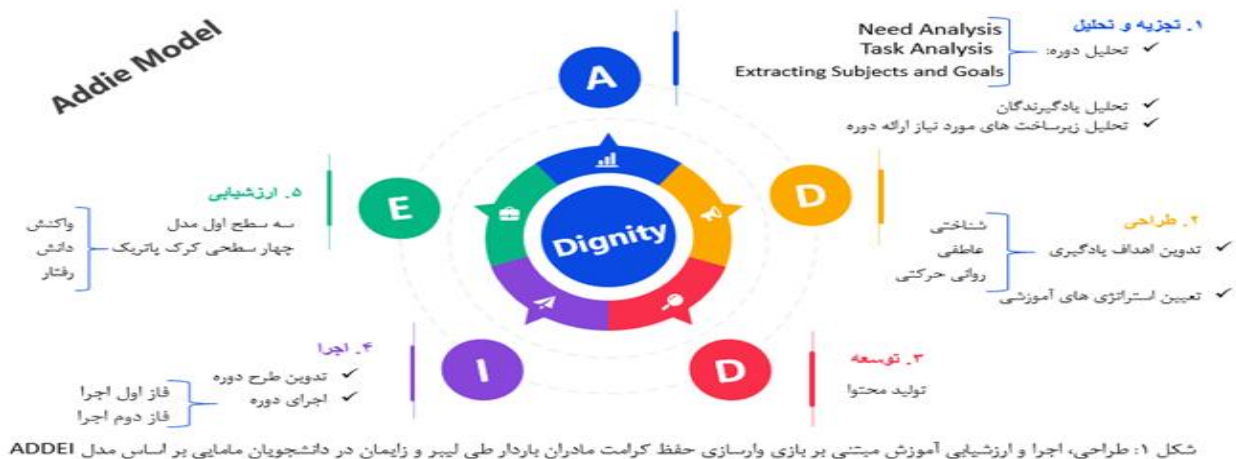 Addie Model
A
D
D
I
E
Dignity
۱. تجزیه و تحلیل
تحلیل دوره:
Need Analysis
Task Analysis
Extracting Subjects and Goals
تحلیل یادگیرندگان
تحلیل زیرساخت های مورد نیاز ارائه دوره
۲. طراحی
تدوین اهداف یادگیری
شناختی
عاطفی
روانی حرکتی
تعیین استراتژی های آموزشی
۳. توسعه
تولید محتوا
۴. اجرا
تدوین طرح دوره
اجرای دوره
فاز اول اجرا
فاز دوم اجرا
۵. ارزشیابی
سه سطح اول مدل
چهار سطحی کرک پاتریک
واکنش
دانش
رفتار
شکل ۱: طراحی، اجرا و ارزشیابی آموزش مبتنی بر بازی وارسازی حفظ کرامت مادران باردار طی لیبر و زایمان در دانشجویان مامایی بر اساس مدل ADDEI